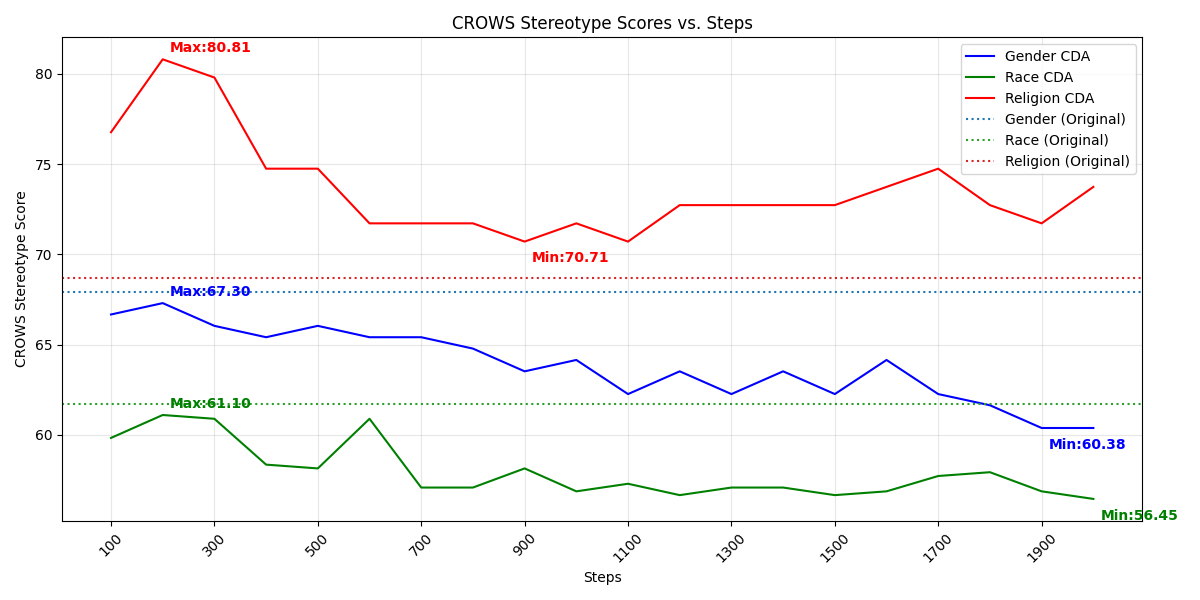 CROWS Stereotype Scores vs. Steps
Max:80.81
Gender CDA
Race CDA
Religion CDA
Gender (Original)
Race (Original)
Religion (Original)
80
75
70
65
60
CROWS Stereotype Score
Min:70.71
Max:67.30
Max:61.10
Min:60.38
Min:56.45
100
300
500
700
900
1100
1300
1500
1700
1900
Steps